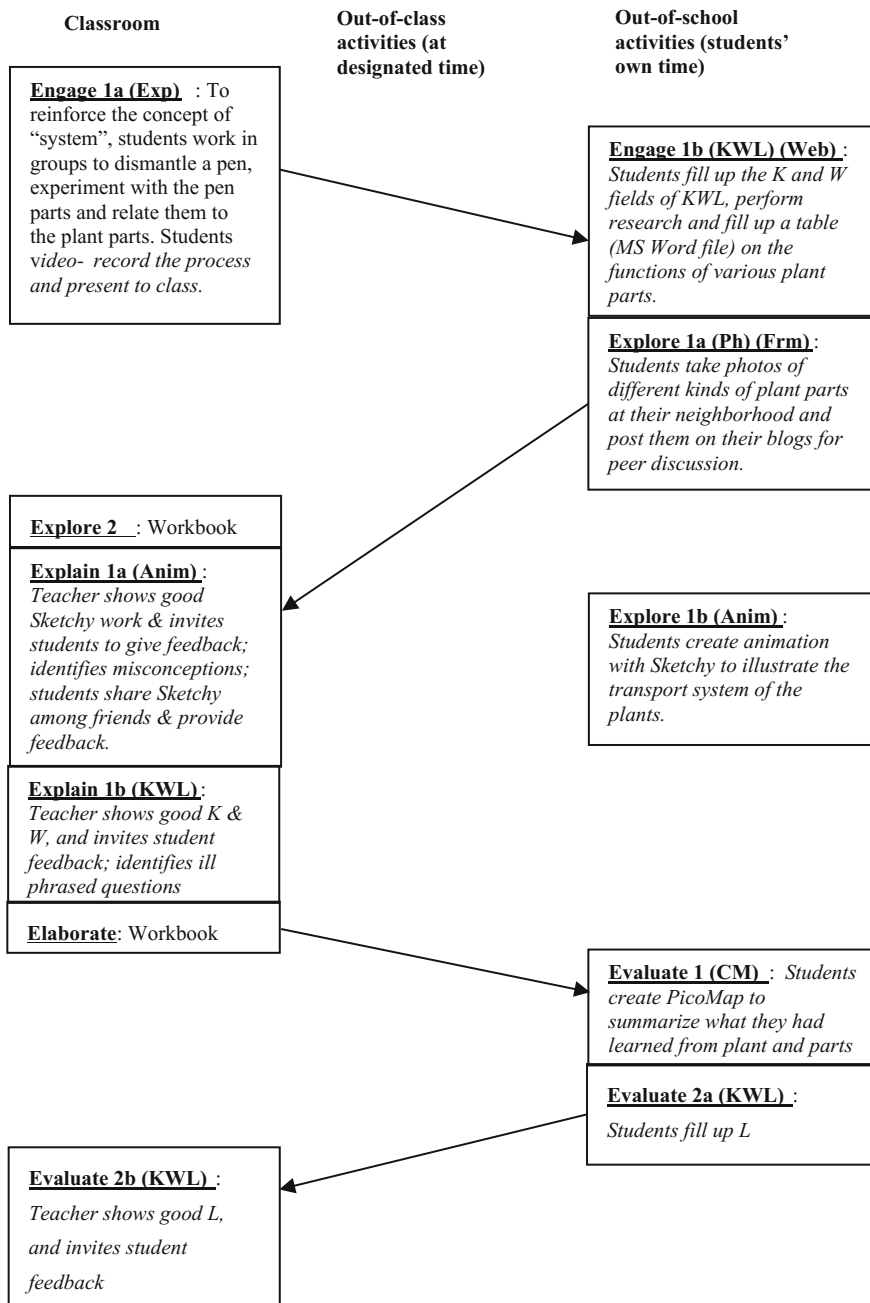 Classroom
Out-of-class
activities (at
designated time)
Out-of-school
activities (students'
own time)
Engage 1a (Exp) : To
reinforce the concept of
“system”, students work in
groups to dismantle a pen,
experiment with the pen
parts and relate them to
the plant parts. Students
video- record the process
and present to class.
Engage 1b (KWL) (Web) :
Students fill up the K and W
fields of KWL, perform
research and fill up a table
(MS Word file) on the
functions of various plant
parts.
Explore 1a (Ph) (Frm) :
Students take photos of
different kinds of plant parts
at their neighborhood and
post them on their blogs for
peer discussion.
Explore 2 : Workbook
Explain 1a (Anim) :
Teacher shows good
Sketchy work & invites
students to give feedback;
identifies misconceptions;
students share Sketchy
among friends & provide
feedback.
Explore 1b (Anim) :
Students create animation
with Sketchy to illustrate the
transport system of the
plants.
Explain 1b (KWL) :
Teacher shows good K &
W, and invites student
feedback; identifies ill
phrased questions
Elaborate: Workbook
Evaluate 1 (CM) : Students
create PicoMap to
summarize what they had
learned from plant and parts
Evaluate 2a (KWL) :
Students fill up L
Evaluate 2b (KWL) :
Teacher shows good L,
and invites student
feedback